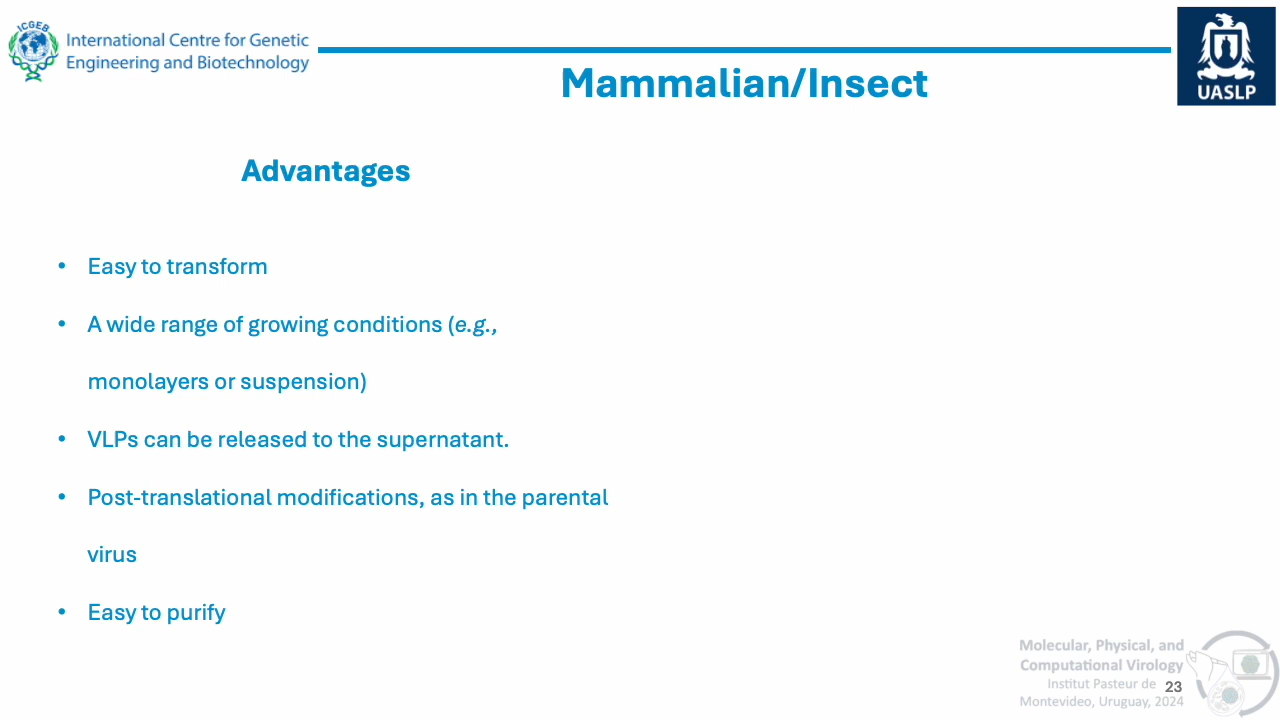 ICGEB
International Centre for Genetic
Engineering and Biotechnology
UASLP
Mammalian/Insect
Advantages
• Easy to transform
• A wide range of growing conditions (e.g.,
monolayers or suspension)
• VLPs can be released to the supernatant.
• Post-translational modifications, as in the parental
virus
• Easy to purify
Molecular, Physical, and
Computational Virology
Institut Pasteur de
Montevideo, Uruguay, 2024
23